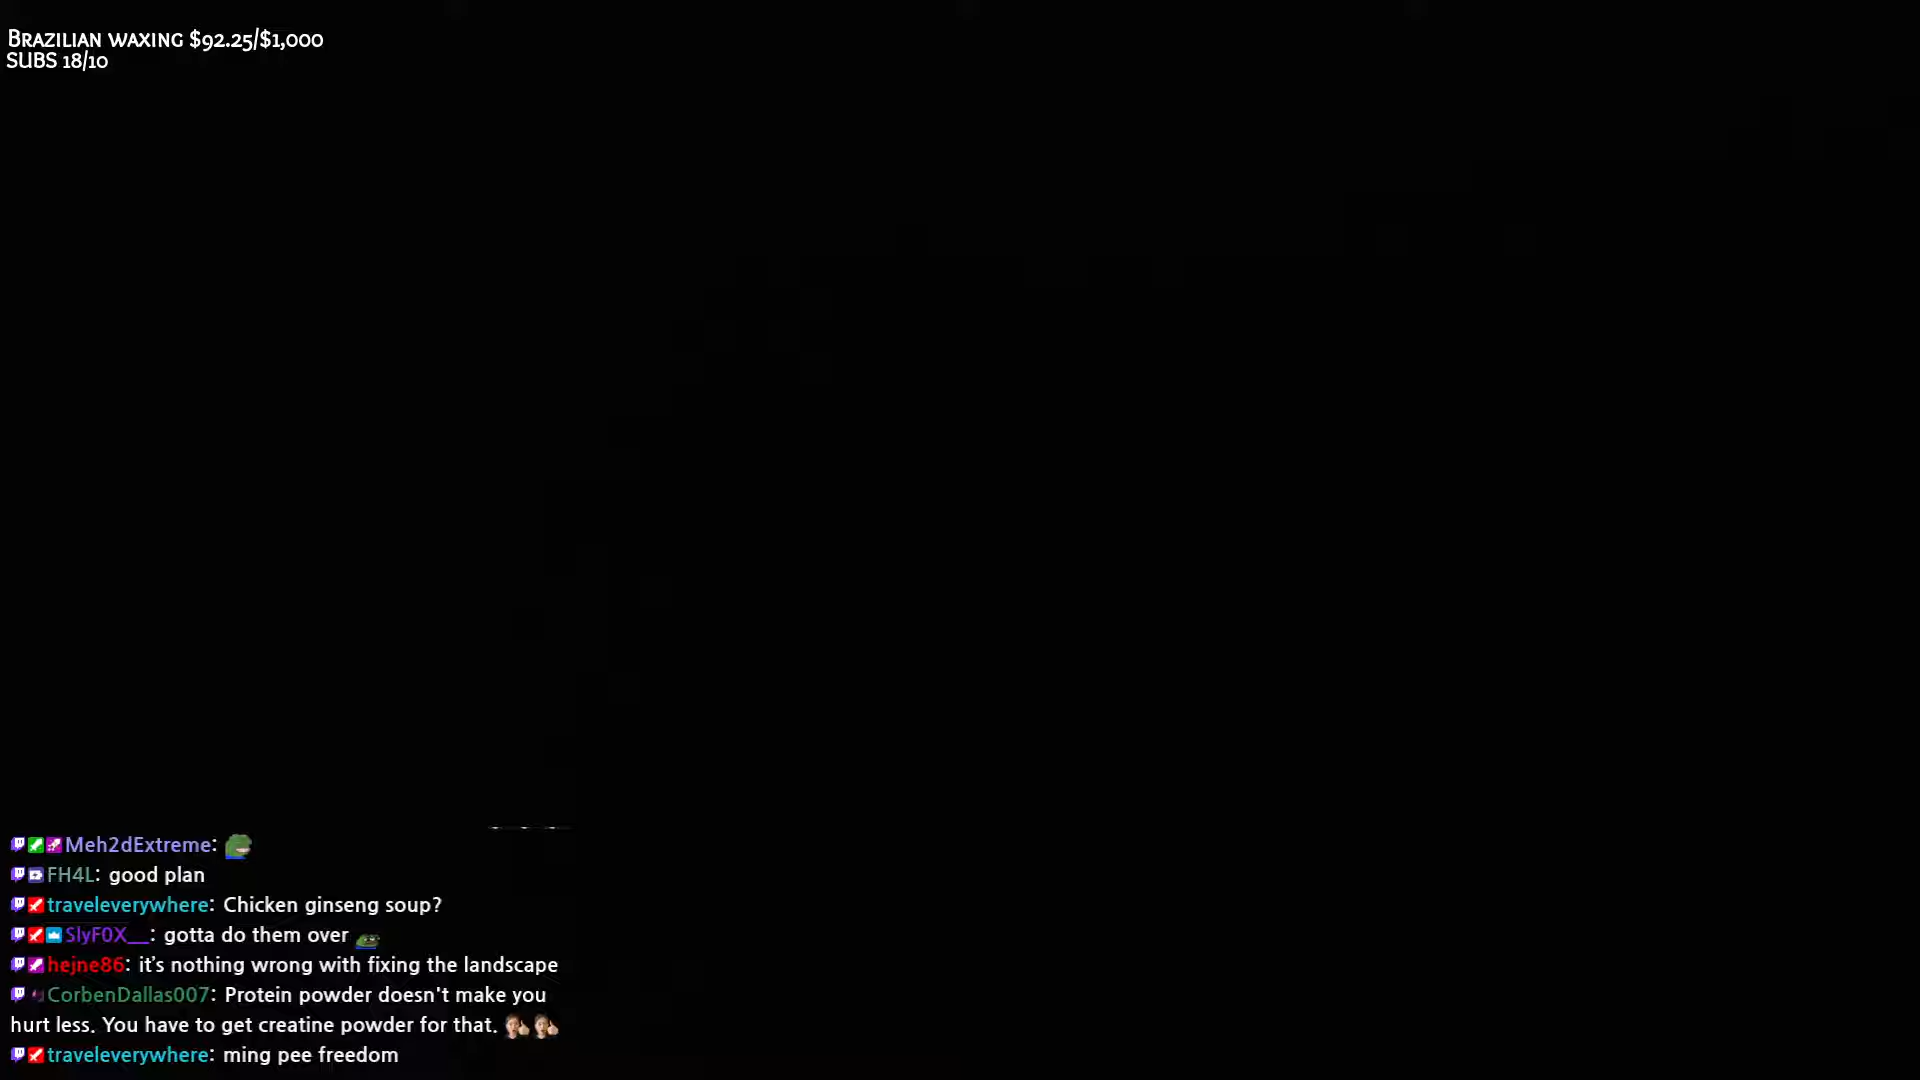 Brazilian waxing $92.25/$1,000
SUBS 18/10
Meh2dExtreme:
FH4L: good plan
traveleverywhere: Chicken ginseng soup?
SlyF0X__: gotta do them over
hejne86: it's nothing wrong with fixing the landscape
CorbenDallas007: Protein powder doesn't make you
hurt less. You have to get creatine powder for that.
traveleverywhere: ming pee freedom